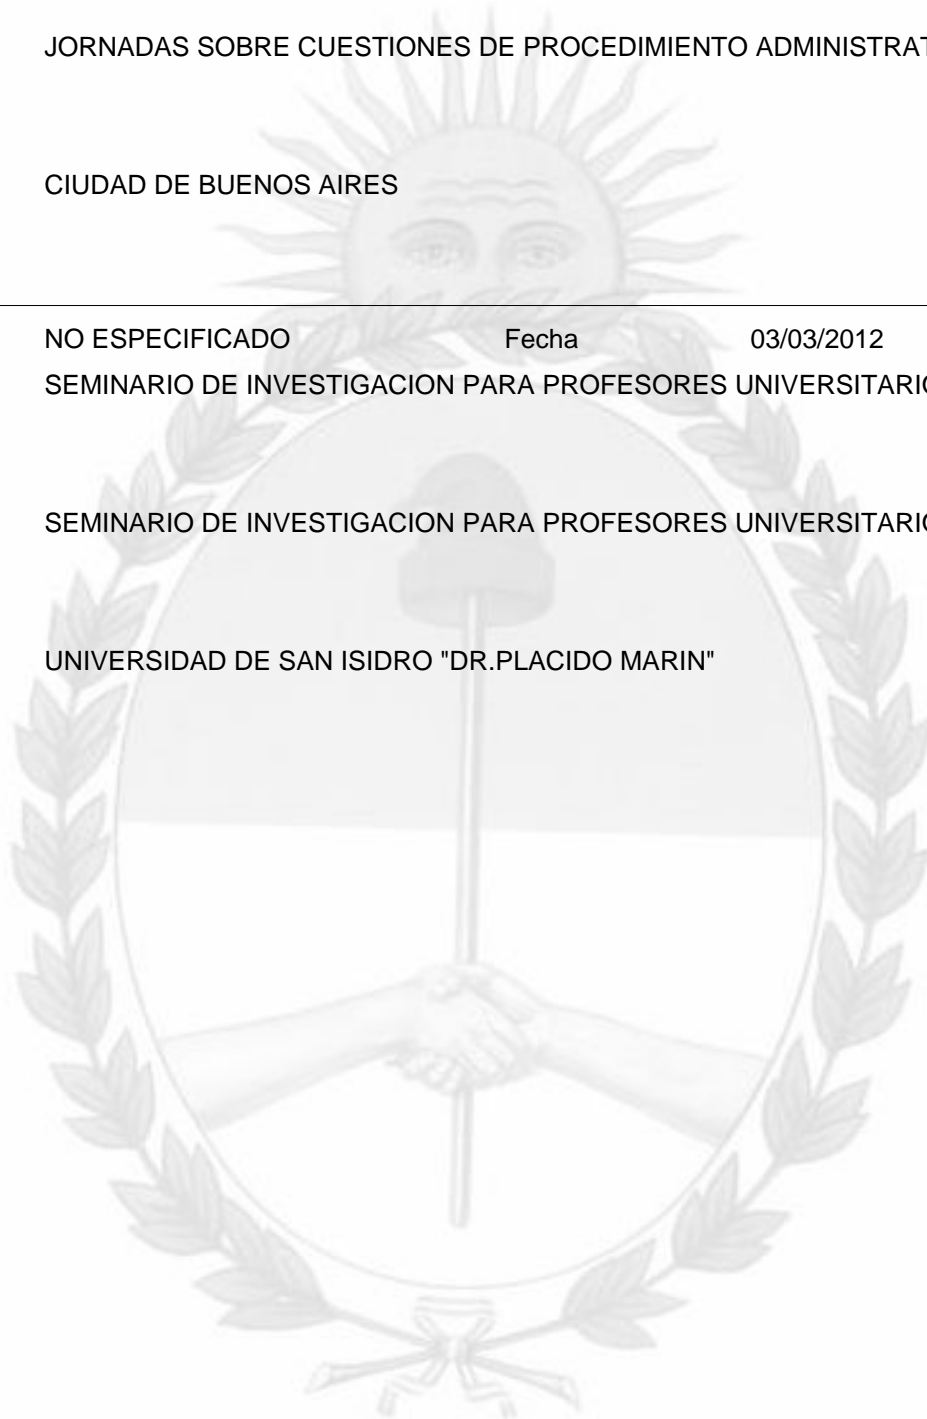 JORNADAS SOBRE CUESTIONES DE PROCEDIMIENTO ADMINISTRAT
CIUDAD DE BUENOS AIRES
NO ESPECIFICADO Fecha 03/03/2012
SEMINARIO DE INVESTIGACION PARA PROFESORES UNIVERSITARIO
SEMINARIO DE INVESTIGACION PARA PROFESORES UNIVERSITARIO
UNIVERSIDAD DE SAN ISIDRO "DR.PLACIDO MARIN"